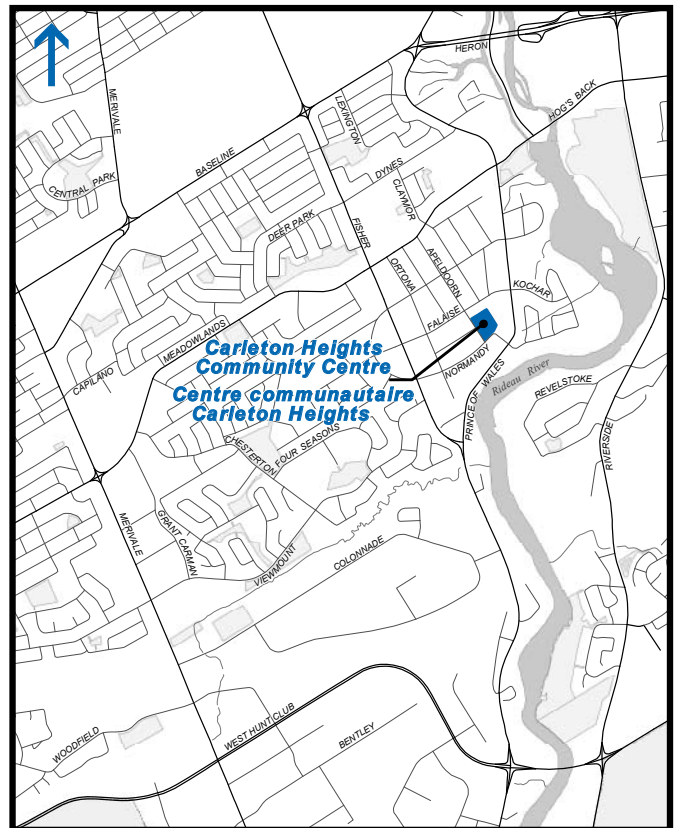 HERON
MERIVALE
LEXINGTON
HOG'S BACK
BASELINE
DYNES
CENTRAL PARK
CLAYMOR
DEER PARK
FISHER
APELDOORN
ORTONA
KOCHAR
FALAISE
MEADOWLANDS
Carleton Heights
Community Centre
NORMANDY
CAPILANO
Centre communautaire
Carleton Heights
PRINCE OF WALES
Rideau River
REVELSTOKE
RIVERSIDE
CHESTERTON
FOUR SEASONS
MERIVALE
GRANT CARMAN
VIEWMOUNT
COLONNADE
WOODFIELD
WEST HUNT CLUB
BENTLEY